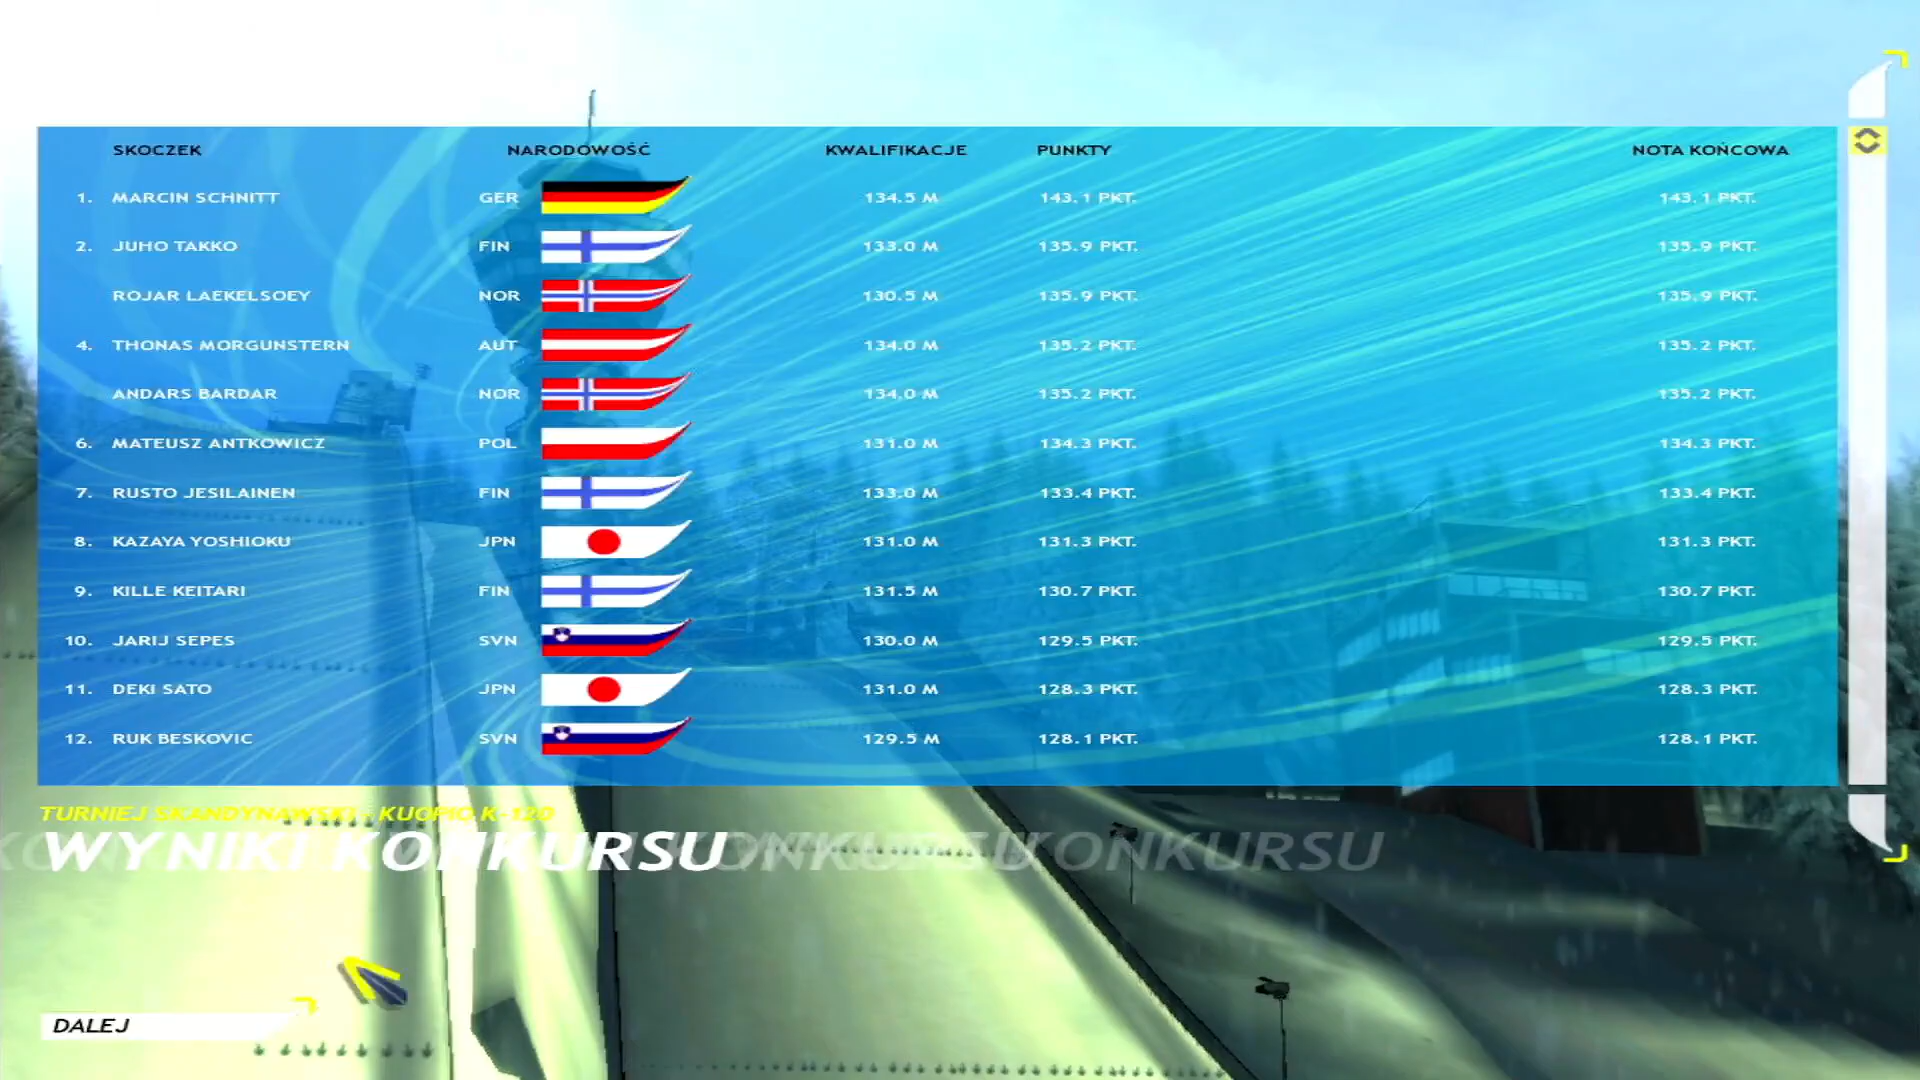 SKOCZEK NARODOWOŚĆ KWALIFIKACJE PUNKTY NOTA KOŃCOWA
1. MARCIN SCHNITT GER 134.5 M 143.1 PKT. 143.1 PKT.
2. JUHO TAKKO FIN 133.0 M 135.9 PKT. 135.9 PKT.
ROJAR LAEKELSOEY NOR 130.5 M 135.9 PKT. 135.9 PKT.
4. THONAS MORGUNSTERN AUT 134.0 M 135.2 PKT. 135.2 PKT.
ANDARS BARDAR NOR 134.0 M 135.2 PKT. 135.2 PKT.
6. MATEUSZ ANTKOWICZ POL 131.0 M 134.3 PKT. 134.3 PKT.
7. RUSTO JESILAINEN FIN 133.0 M 133.4 PKT. 133.4 PKT.
8. KAZAYA YOSHIOKU JPN 131.0 M 131.3 PKT. 131.3 PKT.
9. KILLE KEITARI FIN 131.5 M 130.7 PKT. 130.7 PKT.
10. JARIJ SEPES SVN 130.0 M 129.5 PKT. 129.5 PKT.
11. DEKI SATO JPN 131.0 M 128.3 PKT. 128.3 PKT.
12. RUK BESKOVIC SVN 129.5 M 128.1 PKT. 128.1 PKT.
TURNIEJ SKANDYNAWSKI - KUOPIO K-120
WYNIKI KONKURSU
DALEJ